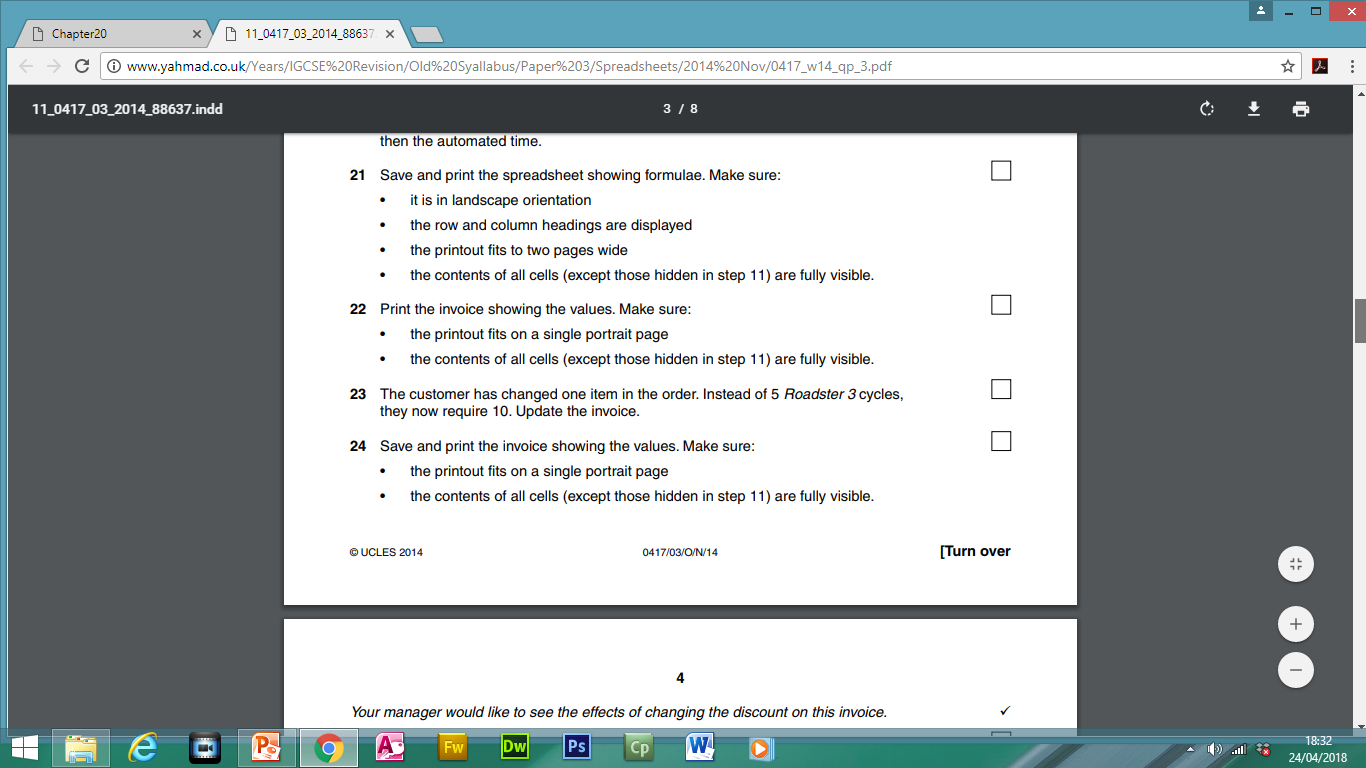 Chapter20
11_0417_03_2014_88637
www.yahmad.co.uk/Years/IGCSE%20Revision/Old%20Syallabus/Paper%203/Spreadsheets/2014%20Nov/0417_w14_qp_3.pdf
11_0417_03_2014_88637.indd 3 / 8
then the automated time.
21 Save and print the spreadsheet showing formulae. Make sure:
• it is in landscape orientation
• the row and column headings are displayed
• the printout fits to two pages wide
• the contents of all cells (except those hidden in step 11) are fully visible.
22 Print the invoice showing the values. Make sure:
• the printout fits on a single portrait page
• the contents of all cells (except those hidden in step 11) are fully visible.
23 The customer has changed one item in the order. Instead of 5 Roadster 3 cycles,
they now require 10. Update the invoice.
24 Save and print the invoice showing the values. Make sure:
• the printout fits on a single portrait page
• the contents of all cells (except those hidden in step 11) are fully visible.
© UCLES 2014 0417/03/O/N/14 [Turn over
4
Your manager would like to see the effects of changing the discount on this invoice. ✓
Fw Dw Ps Cp
18:32
24/04/2018